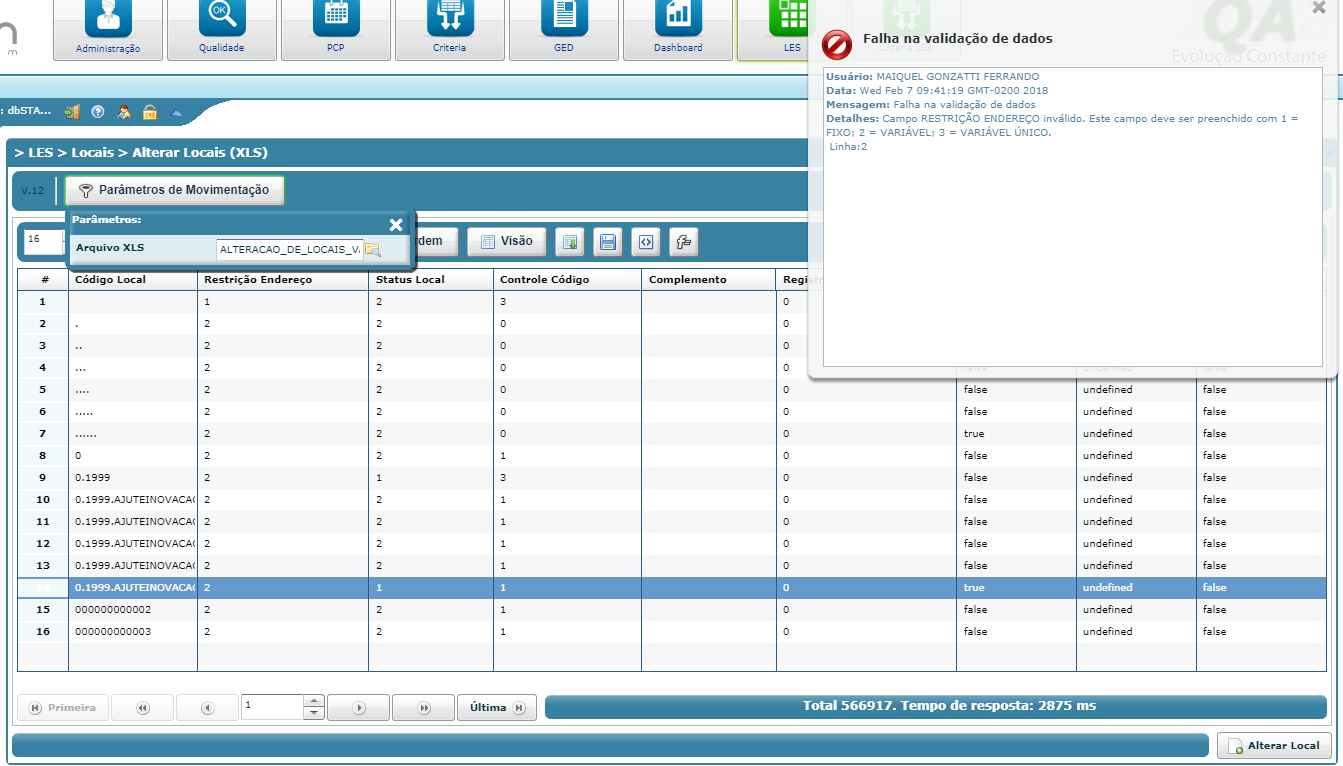 n
m
Administração
Qualidade
PCP
Criteria
GED
Dashboard
LES
Criteria LES
QA
Evolução Constante
Falha na validação de dados
Usuário: MAIQUEL GONZATTI FERRANDO
Data: Wed Feb 7 09:41:19 GMT-0200 2018
Mensagem: Falha na validação de dados
Detalhes: Campo RESTRIÇÃO ENDEREÇO inválido. Este campo deve ser preenchido com 1 =
FIXO; 2 = VARIÁVEL; 3 = VARIÁVEL ÚNICO.
Linha:2
: dbSTA...
> LES > Locais > Alterar Locais (XLS)
V.12 Parâmetros de Movimentação
Parâmetros:
Arquivo XLS ALTERACAO_DE_LOCAIS_V
16 rdem Visão
# Código Local Restrição Endereço Status Local Controle Código Complemento Regist
1 1 2 3 0
2 . 2 2 0 0
3 .. 2 2 0 0
4 ... 2 2 0 0 false undefined false
5 .... 2 2 0 0 false undefined false
6 ..... 2 2 0 0 false undefined false
7 ...... 2 2 0 0 true undefined false
8 0 2 2 1 0 false undefined false
9 0.1999 2 1 3 0 false undefined false
10 0.1999.AJUTEINOVACA 2 2 1 0 false undefined false
11 0.1999.AJUTEINOVACA 2 2 1 0 false undefined false
12 0.1999.AJUTEINOVACA 2 2 1 0 false undefined false
13 0.1999.AJUTEINOVACA 2 2 1 0 false undefined false
14 0.1999.AJUTEINOVACA 2 1 1 0 true undefined false
15 000000000002 2 2 1 0 false undefined false
16 000000000003 2 2 1 0 false undefined false
Primeira 1 Última Total 566917. Tempo de resposta: 2875 ms
Alterar Local